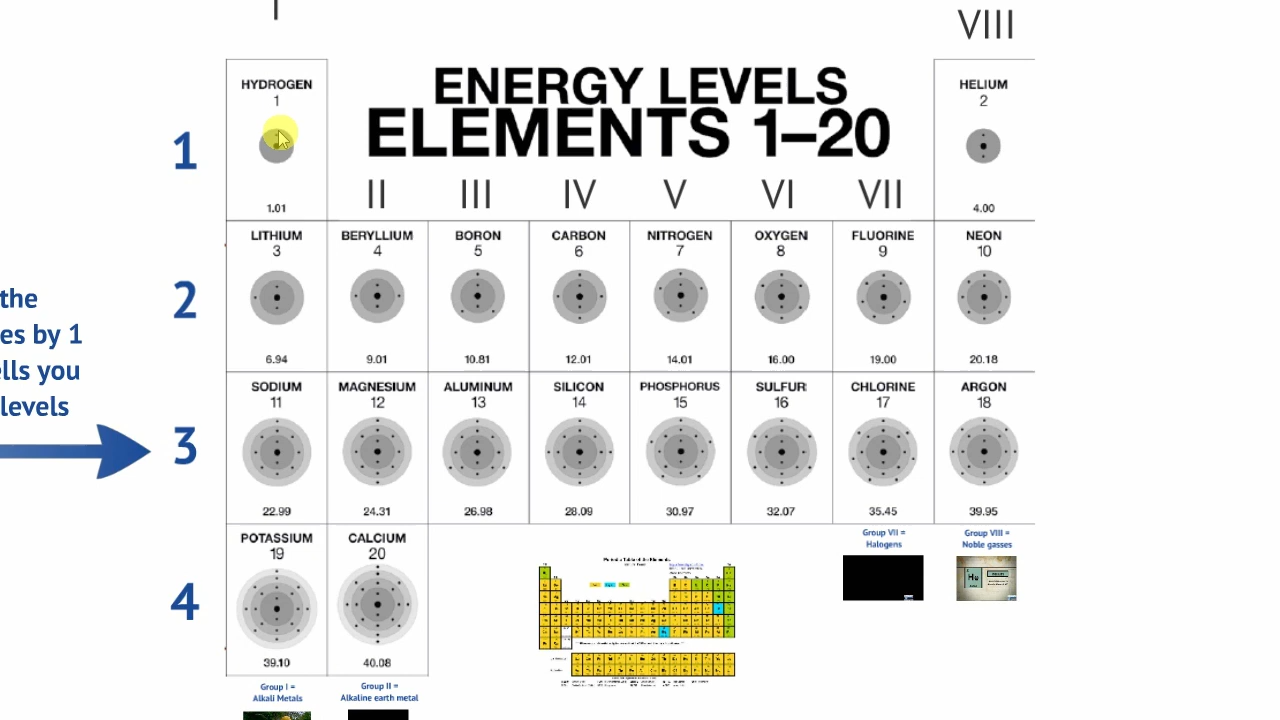 I
VIII
HYDROGEN
1
1.01
ENERGY LEVELS
ELEMENTS 1–20
HELIUM
2
4.00
1
II III IV V VI VII
LITHIUM
3
6.94
BERYLLIUM
4
9.01
BORON
5
10.81
CARBON
6
12.01
NITROGEN
7
14.01
OXYGEN
8
16.00
FLUORINE
9
19.00
NEON
10
20.18
2
the
es by 1
ells you
levels
3
SODIUM
11
22.99
MAGNESIUM
12
24.31
ALUMINUM
13
26.98
SILICON
14
28.09
PHOSPHORUS
15
30.97
SULFUR
16
32.07
CHLORINE
17
35.45
ARGON
18
39.95
4
POTASSIUM
19
39.10
CALCIUM
20
40.08
Group VII =
Halogens
Group VIII =
Noble gasses
He
Periodic Table of the Elements
Group I =
Alkali Metals
Group II =
Alkaline earth metal